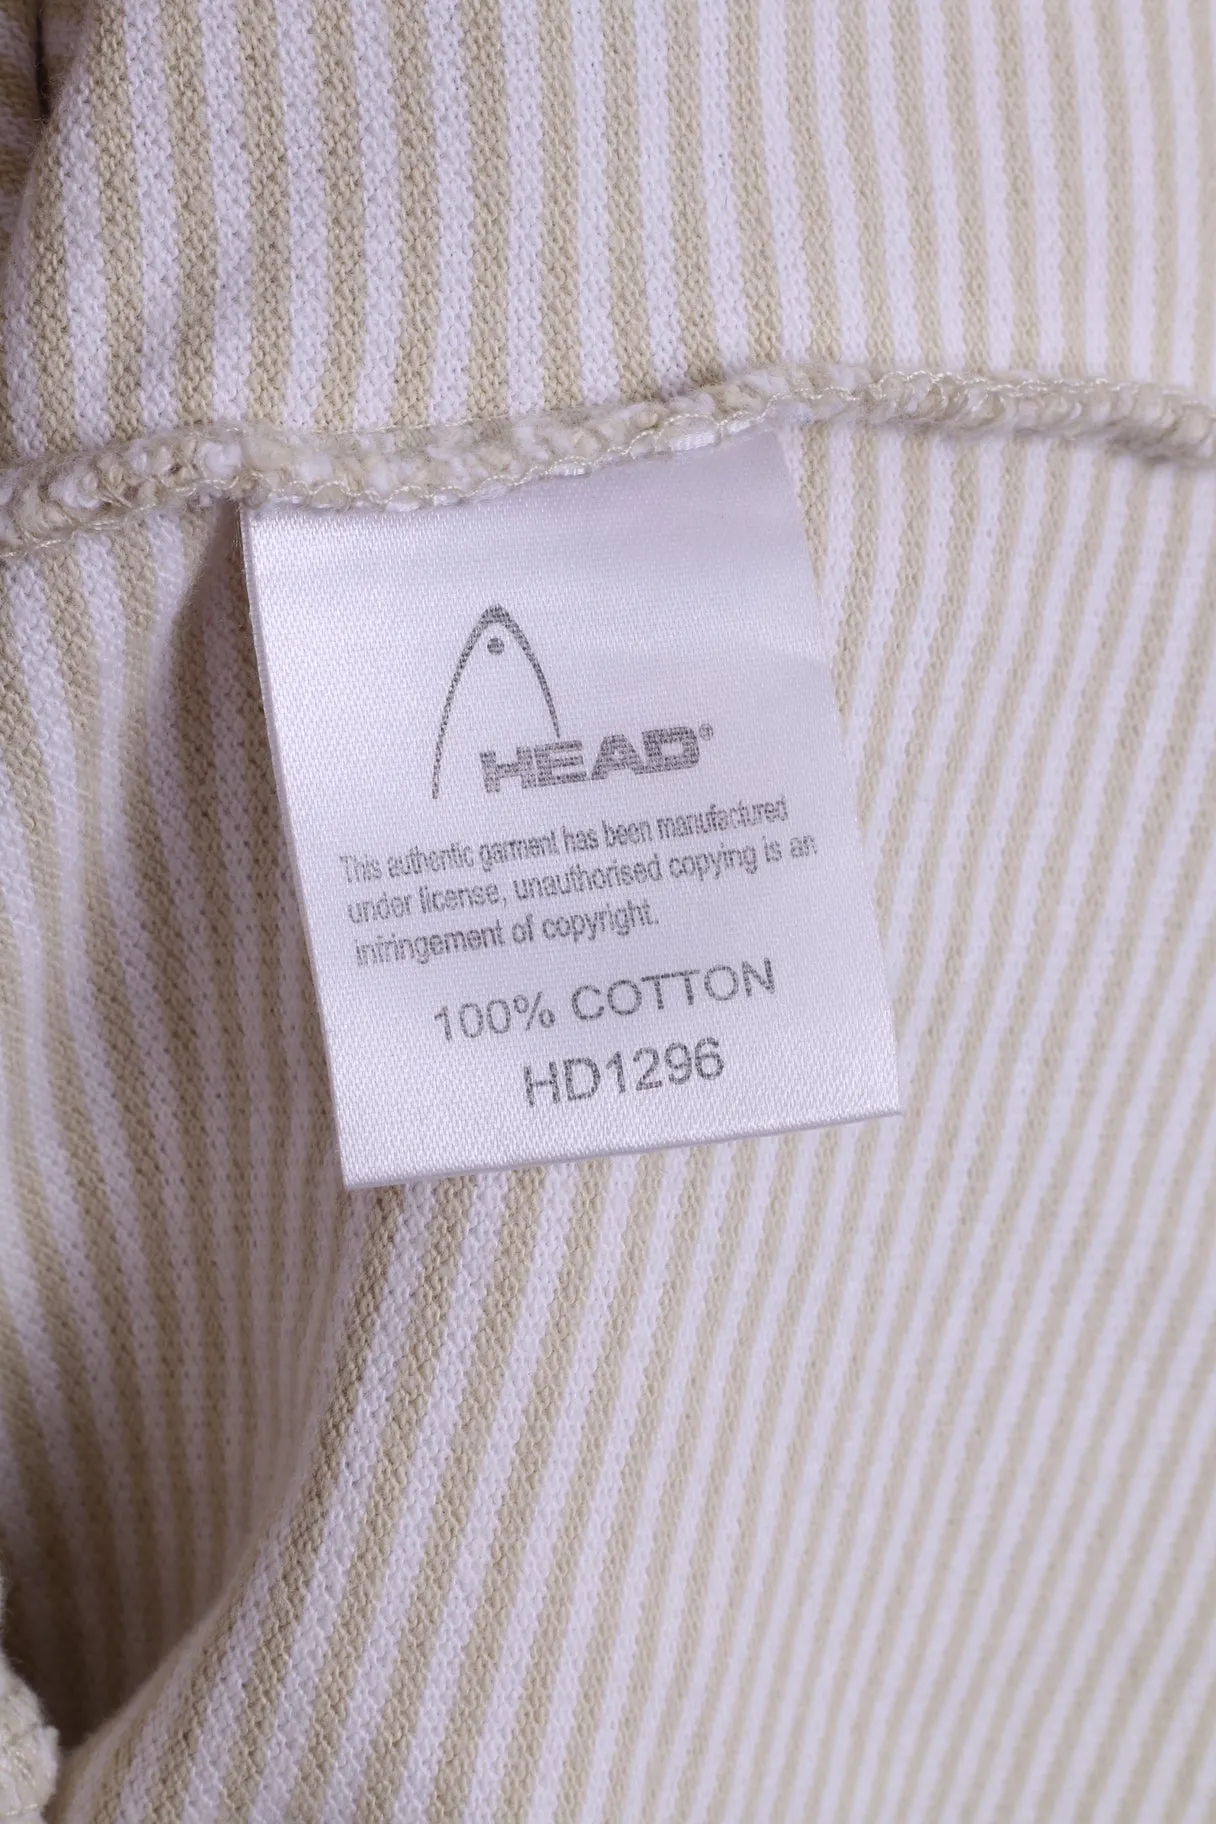 HEAD®
This authentic garment has been manufactured
under license, unauthorised copying is an
infringement of copyright.
100% COTTON
HD1296